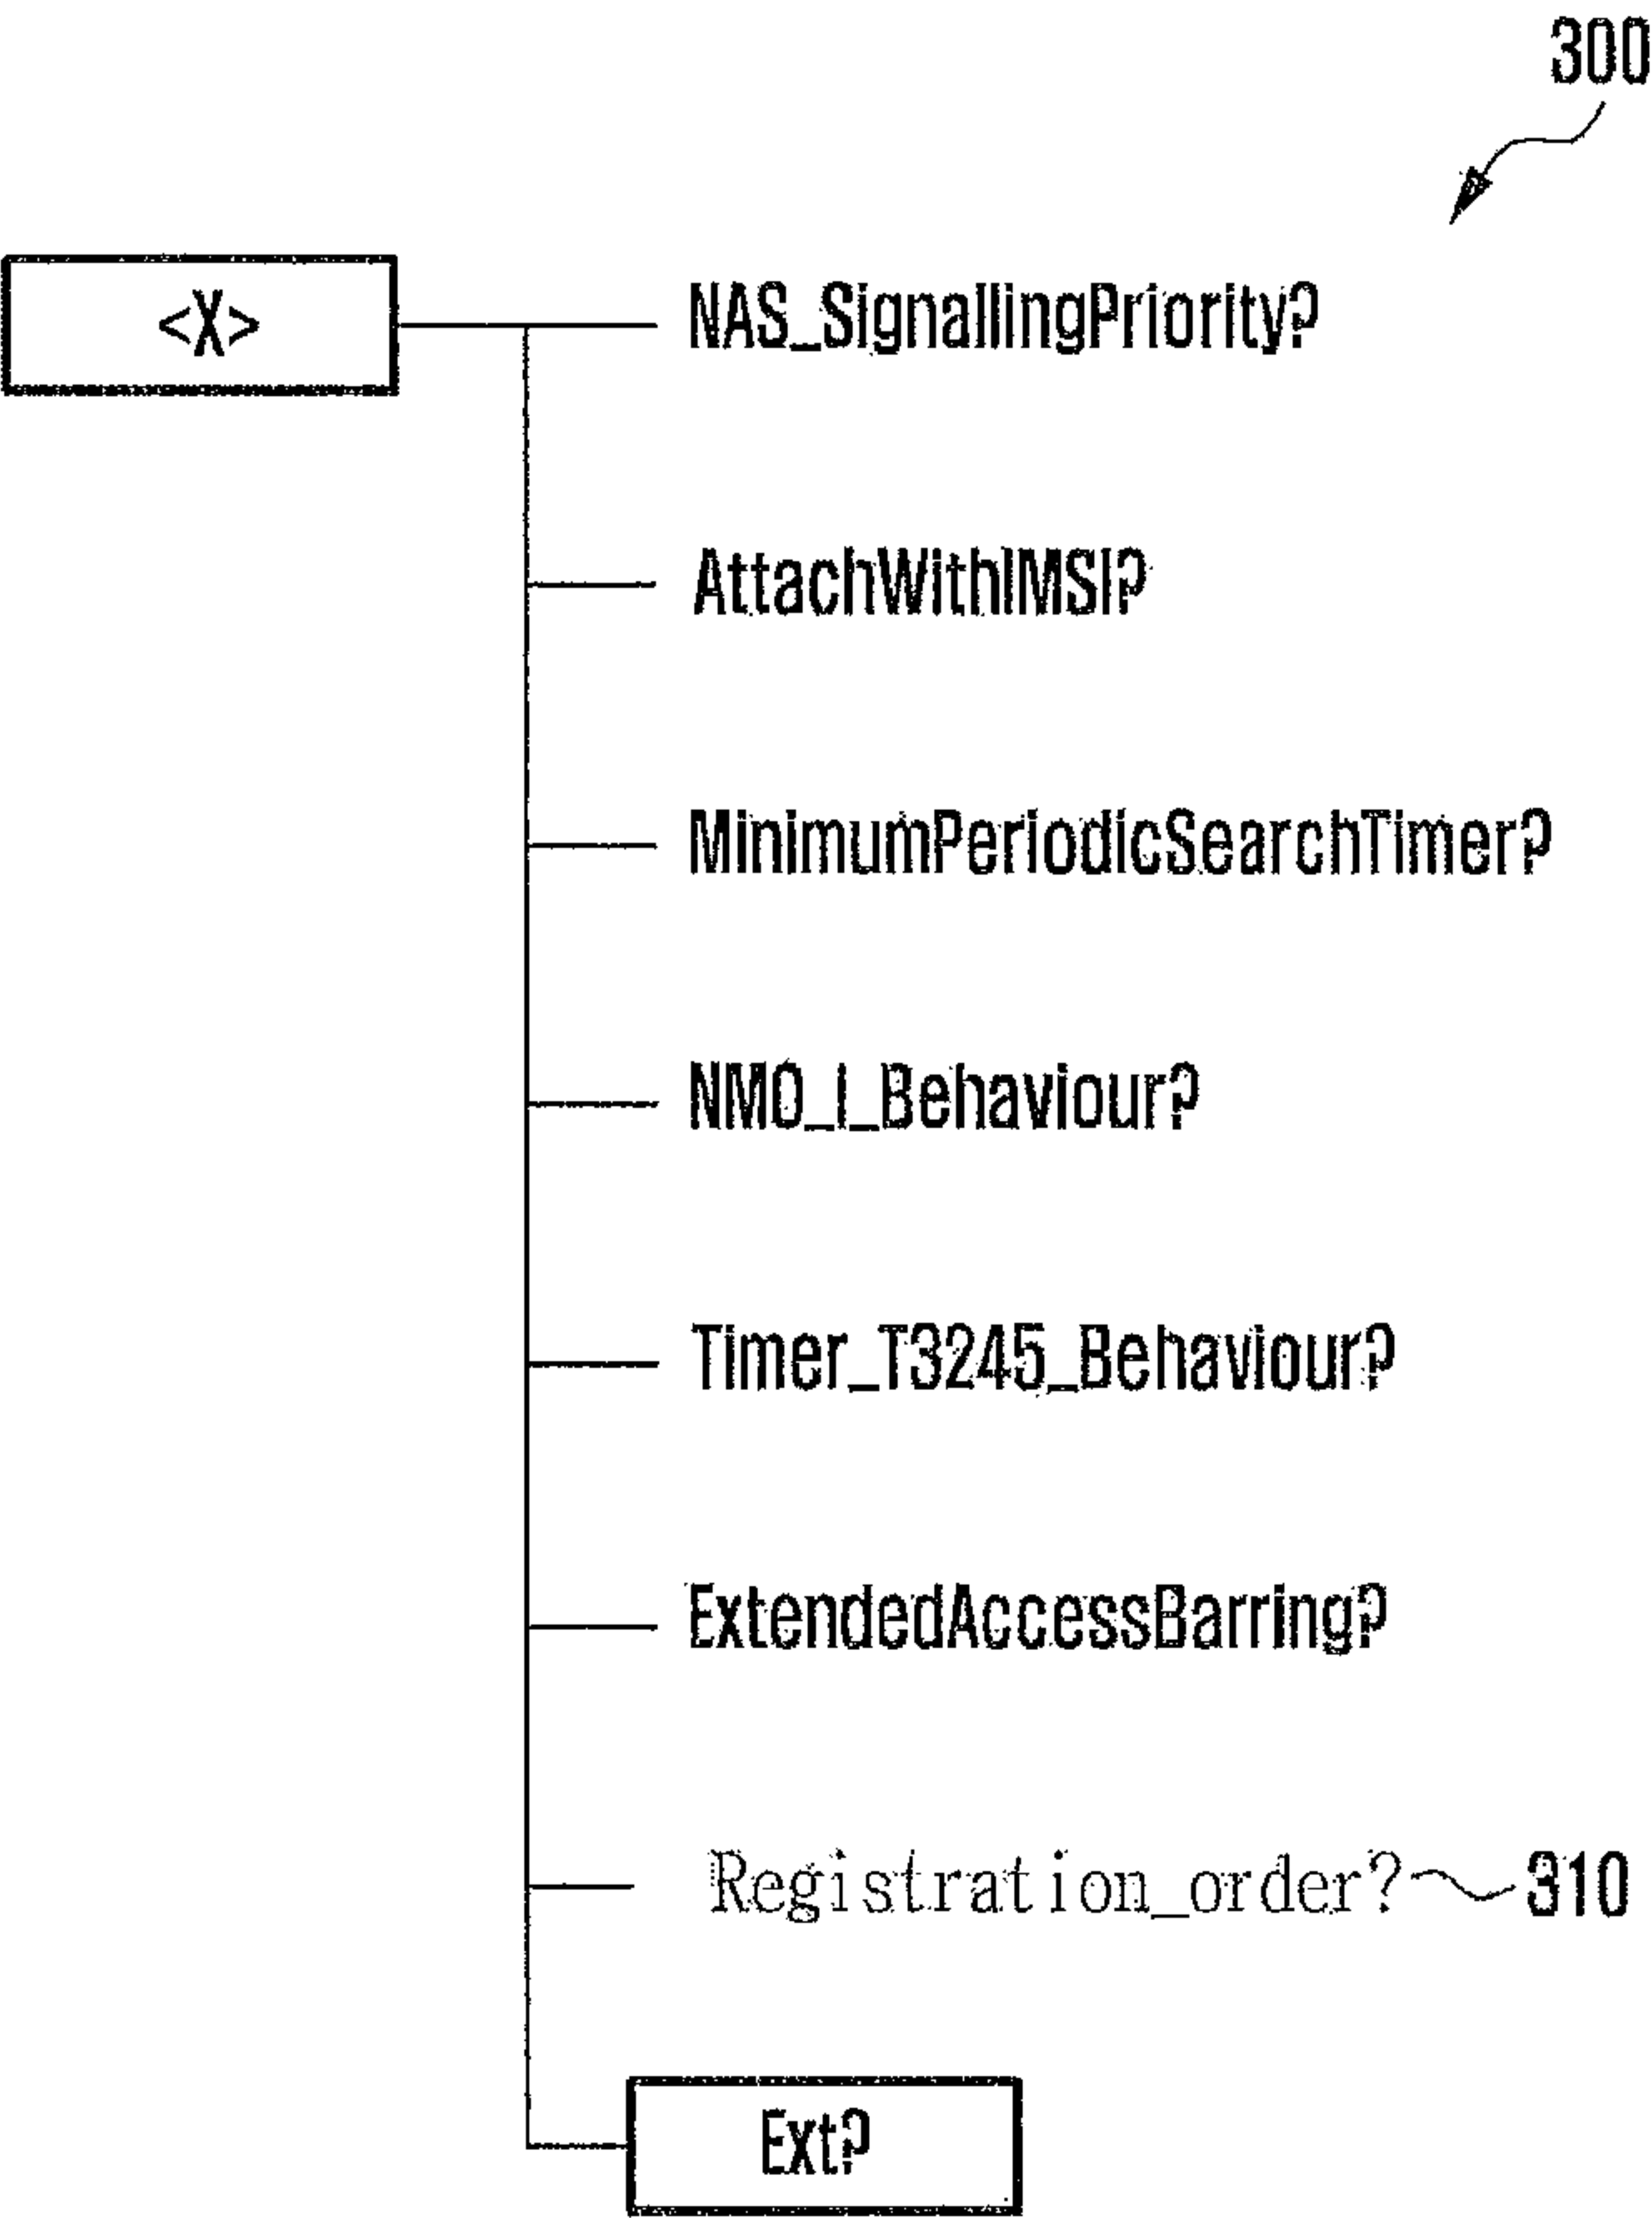 300
<X>
NAS_SignallingPriority?
AttachWithIMSI?
MinimumPeriodicSearchTimer?
NMO_I_Behaviour?
Timer_T3245_Behaviour?
ExtendedAccessBarring?
Registration_order? 310
Ext?